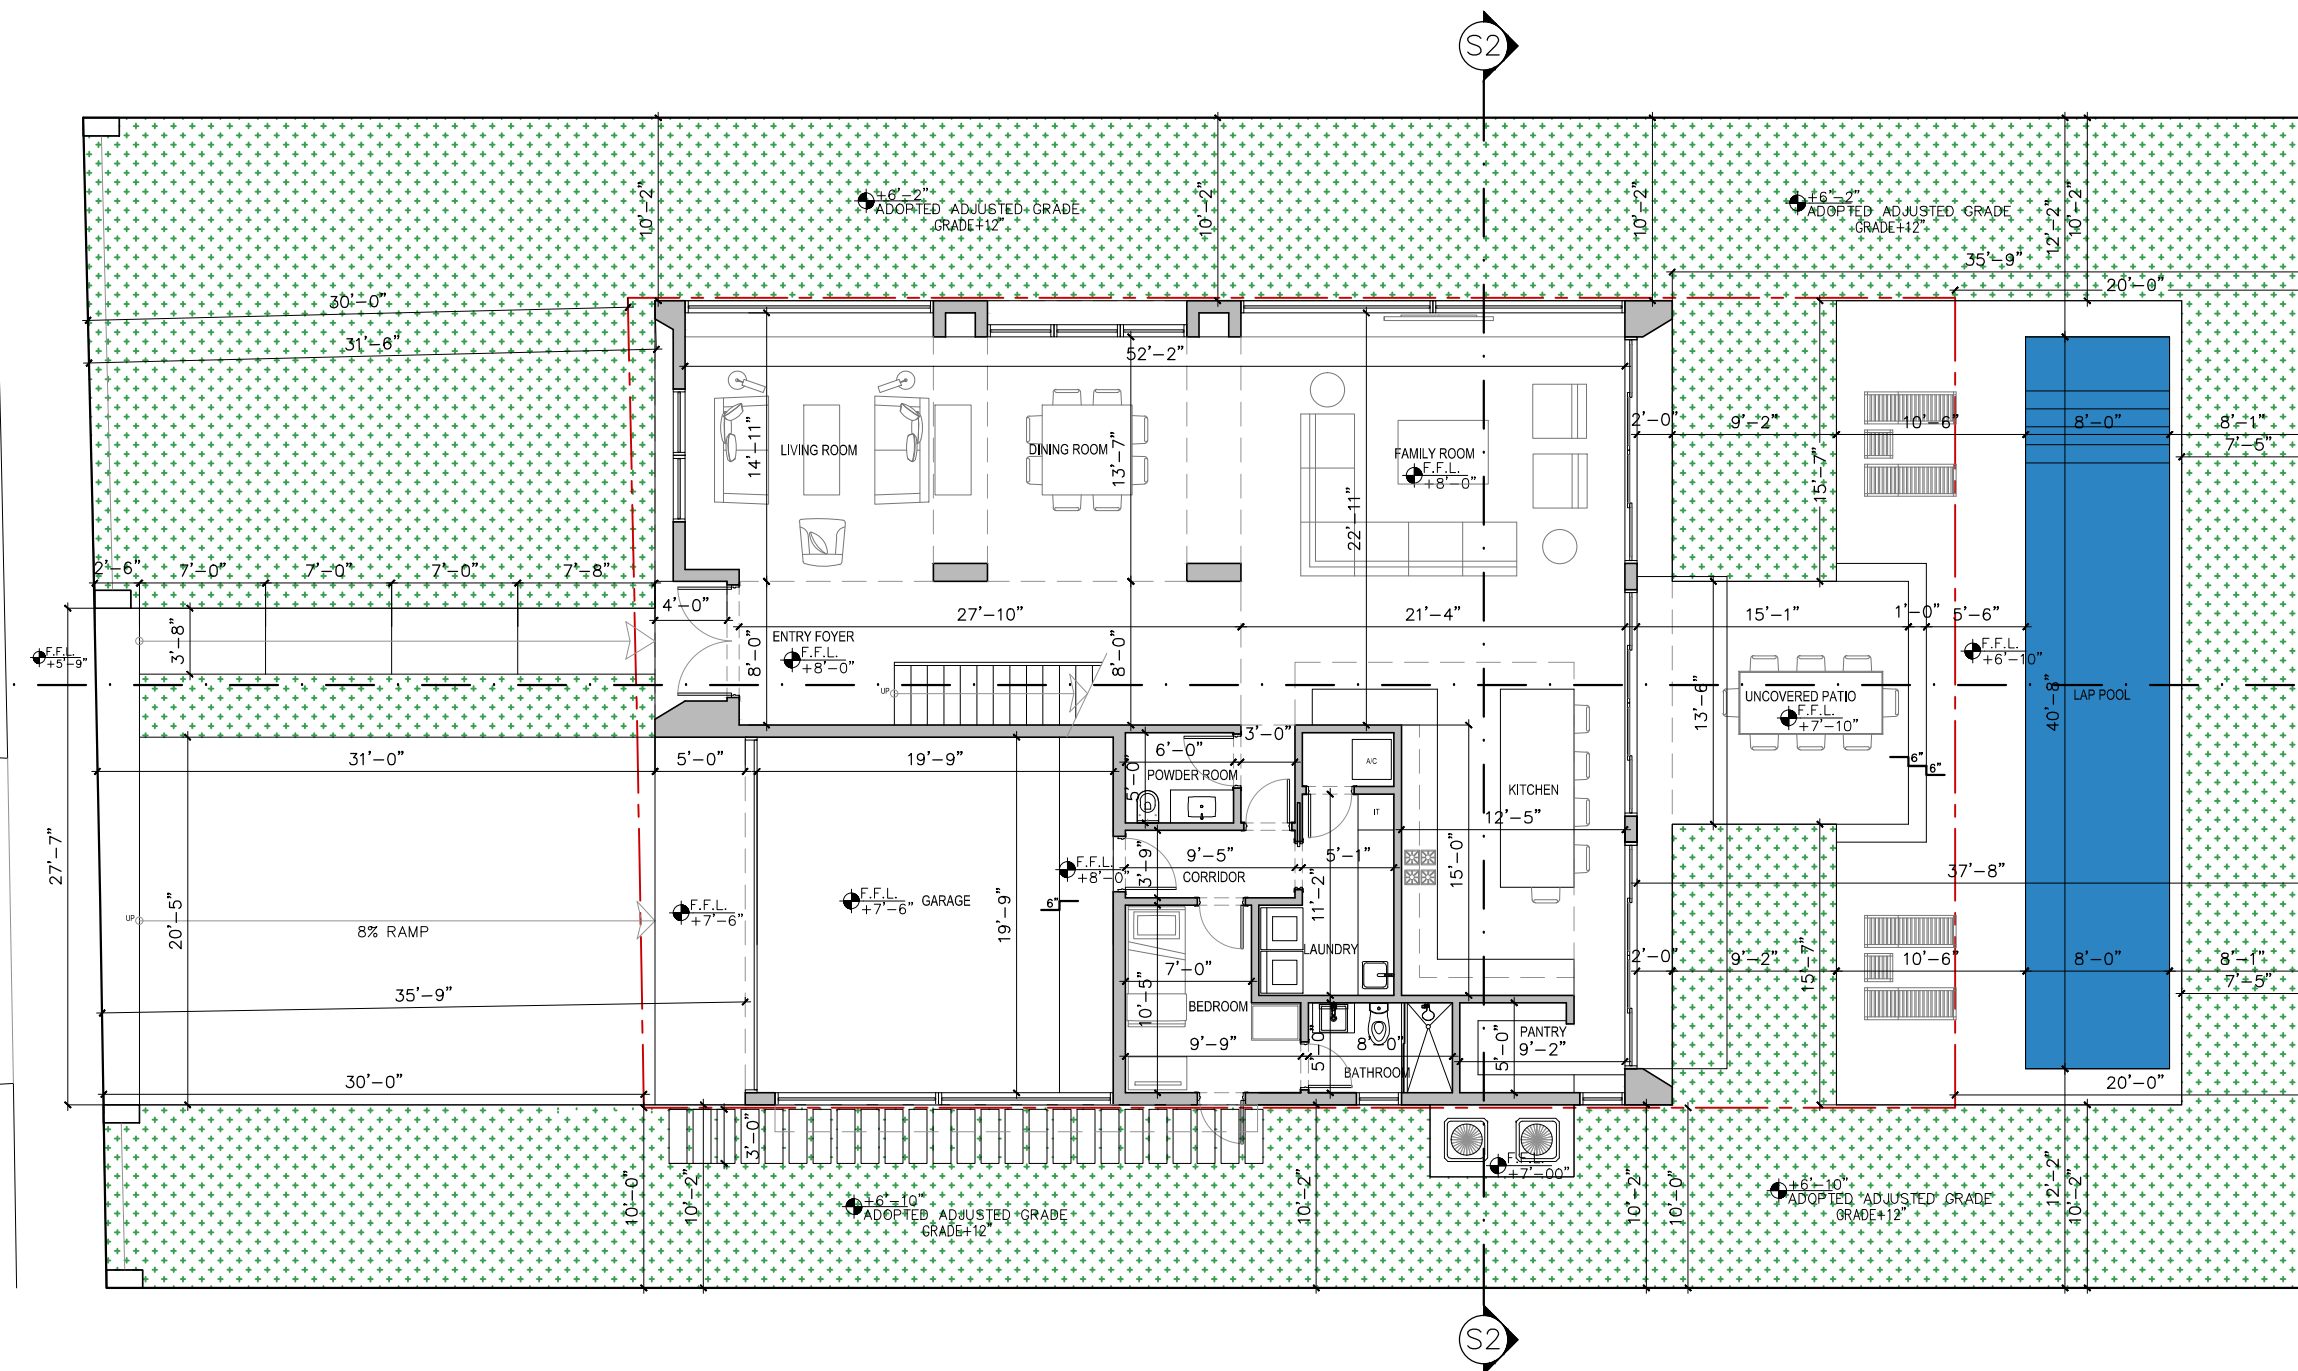 S2
10'-2"
10'-2"
10'-2"
12'-2"
10'-2"
+6'-2"
ADOPTED ADJUSTED GRADE
GRADE+12"
+6'-2"
ADOPTED ADJUSTED GRADE
GRADE+12"
35'-9"
20'-0"
30'-0"
31'-6"
52'-2"
14'-11"
LIVING ROOM
DINING ROOM
13'-7"
FAMILY ROOM
F.F.L.
+8'-0"
22'-11"
2'-0"
9'-2"
10'-6"
8'-0"
8'-1"
7'-5"
15'-7"
2'-6"
7'-0"
7'-0"
7'-0"
7'-8"
4'-0"
27'-10"
21'-4"
15'-1"
1'-0"
5'-6"
3'-8"
F.F.L.
+5'-9"
8'-0"
ENTRY FOYER
F.F.L.
+8'-0"
8'-0"
UP
F.F.L.
+6'-10"
UNCOVERED PATIO
F.F.L.
+7'-10"
13'-6"
40'-8"
LAP POOL
6"
6"
31'-0"
5'-0"
19'-9"
6'-0"
3'-0"
POWDER ROOM
5'-0"
A/C
IT
KITCHEN
12'-5"
27'-7"
20'-5"
UP
8% RAMP
F.F.L.
+7'-6"
F.F.L.
+7'-6"
GARAGE
19'-9"
6"
F.F.L.
+8'-0"
3'-9"
9'-5"
CORRIDOR
5'-1"
11'-2"
15'-0"
37'-8"
LAUNDRY
7'-0"
10'-5"
BEDROOM
9'-9"
5'-0"
8'-0"
BATHROOM
5'-0"
PANTRY
9'-2"
2'-0"
9'-2"
10'-6"
8'-0"
8'-1"
7'-5"
15'-7"
35'-9"
30'-0"
20'-0"
3'-0"
F.F.L.
+7'-00"
10'-0"
10'-2"
10'-2"
10'-2"
10'-0"
12'-2"
10'-2"
+6'-10"
ADOPTED ADJUSTED GRADE
GRADE+12"
+6'-10"
ADOPTED ADJUSTED GRADE
GRADE+12"
S2